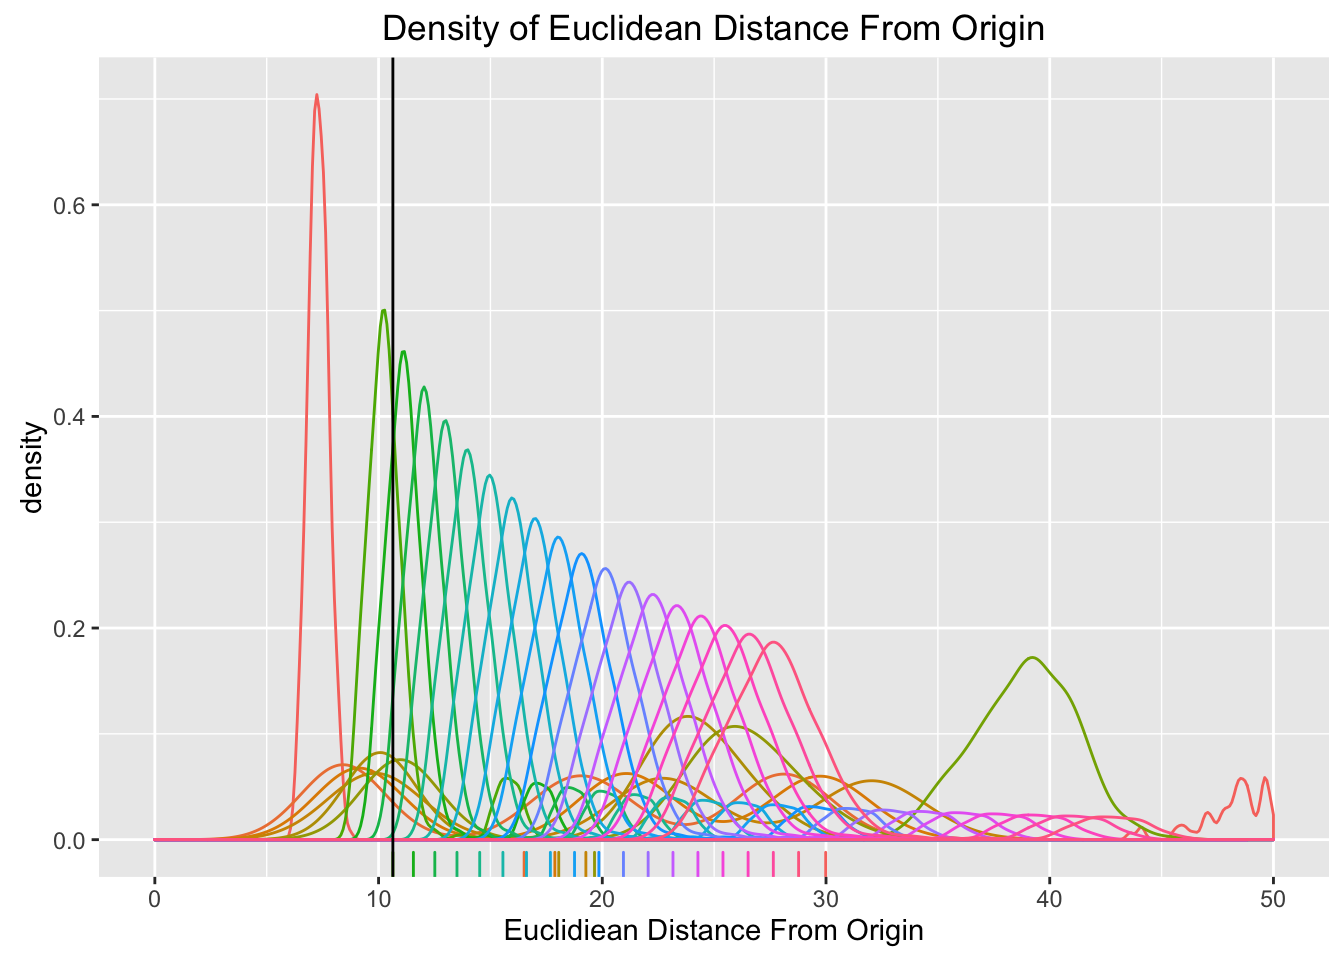 Density of Euclidean Distance From Origin
density
0.6
0.4
0.2
0.0
0 10 20 30 40 50
Euclidiean Distance From Origin